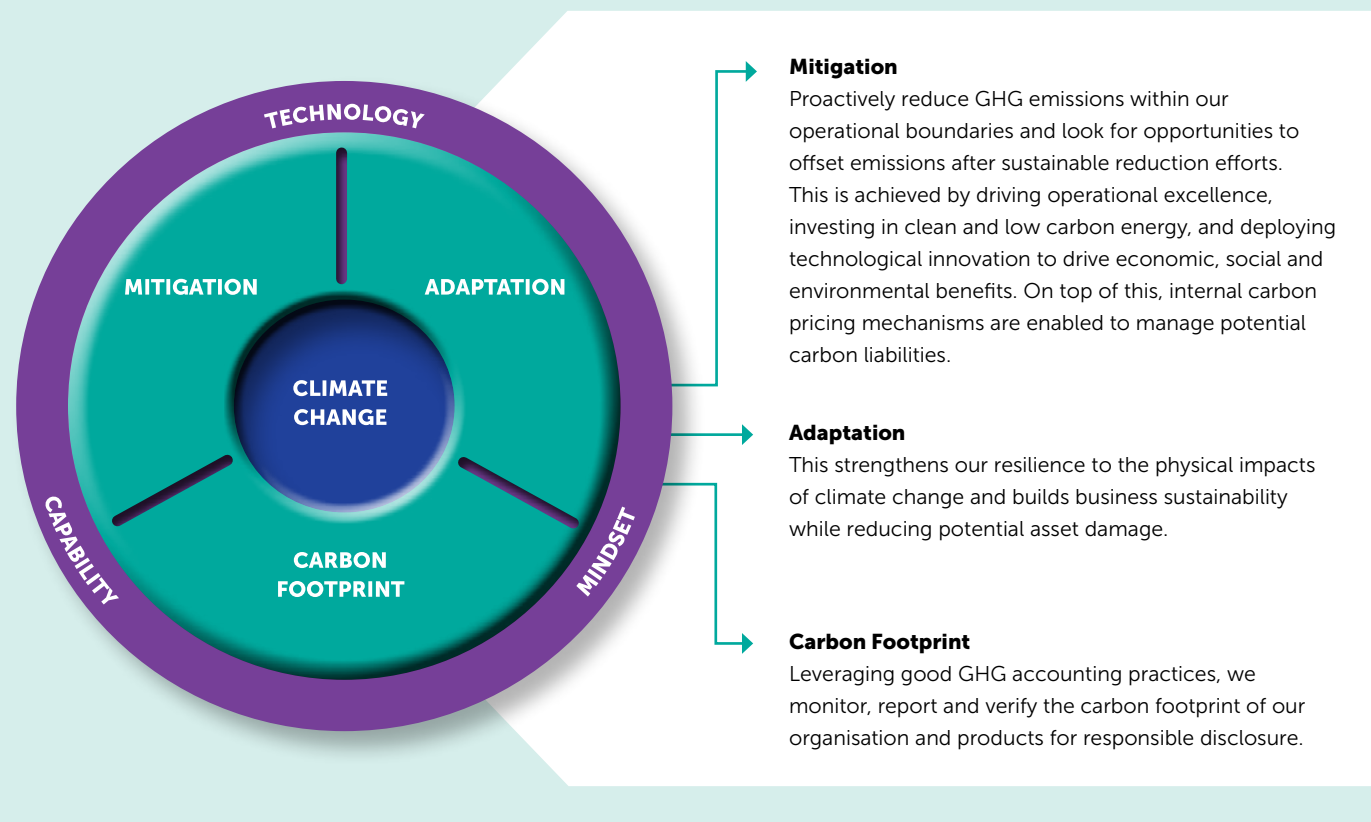 TECHNOLOGY
MITIGATION
ADAPTATION
CLIMATE
CHANGE
CAPABILITY
MINDSET
CARBON
FOOTPRINT
Mitigation
Proactively reduce GHG emissions within our
operational boundaries and look for opportunities to
offset emissions after sustainable reduction efforts.
This is achieved by driving operational excellence,
investing in clean and low carbon energy, and deploying
technological innovation to drive economic, social and
environmental benefits. On top of this, internal carbon
pricing mechanisms are enabled to manage potential
carbon liabilities.
Adaptation
This strengthens our resilience to the physical impacts
of climate change and builds business sustainability
while reducing potential asset damage.
Carbon Footprint
Leveraging good GHG accounting practices, we
monitor, report and verify the carbon footprint of our
organisation and products for responsible disclosure.